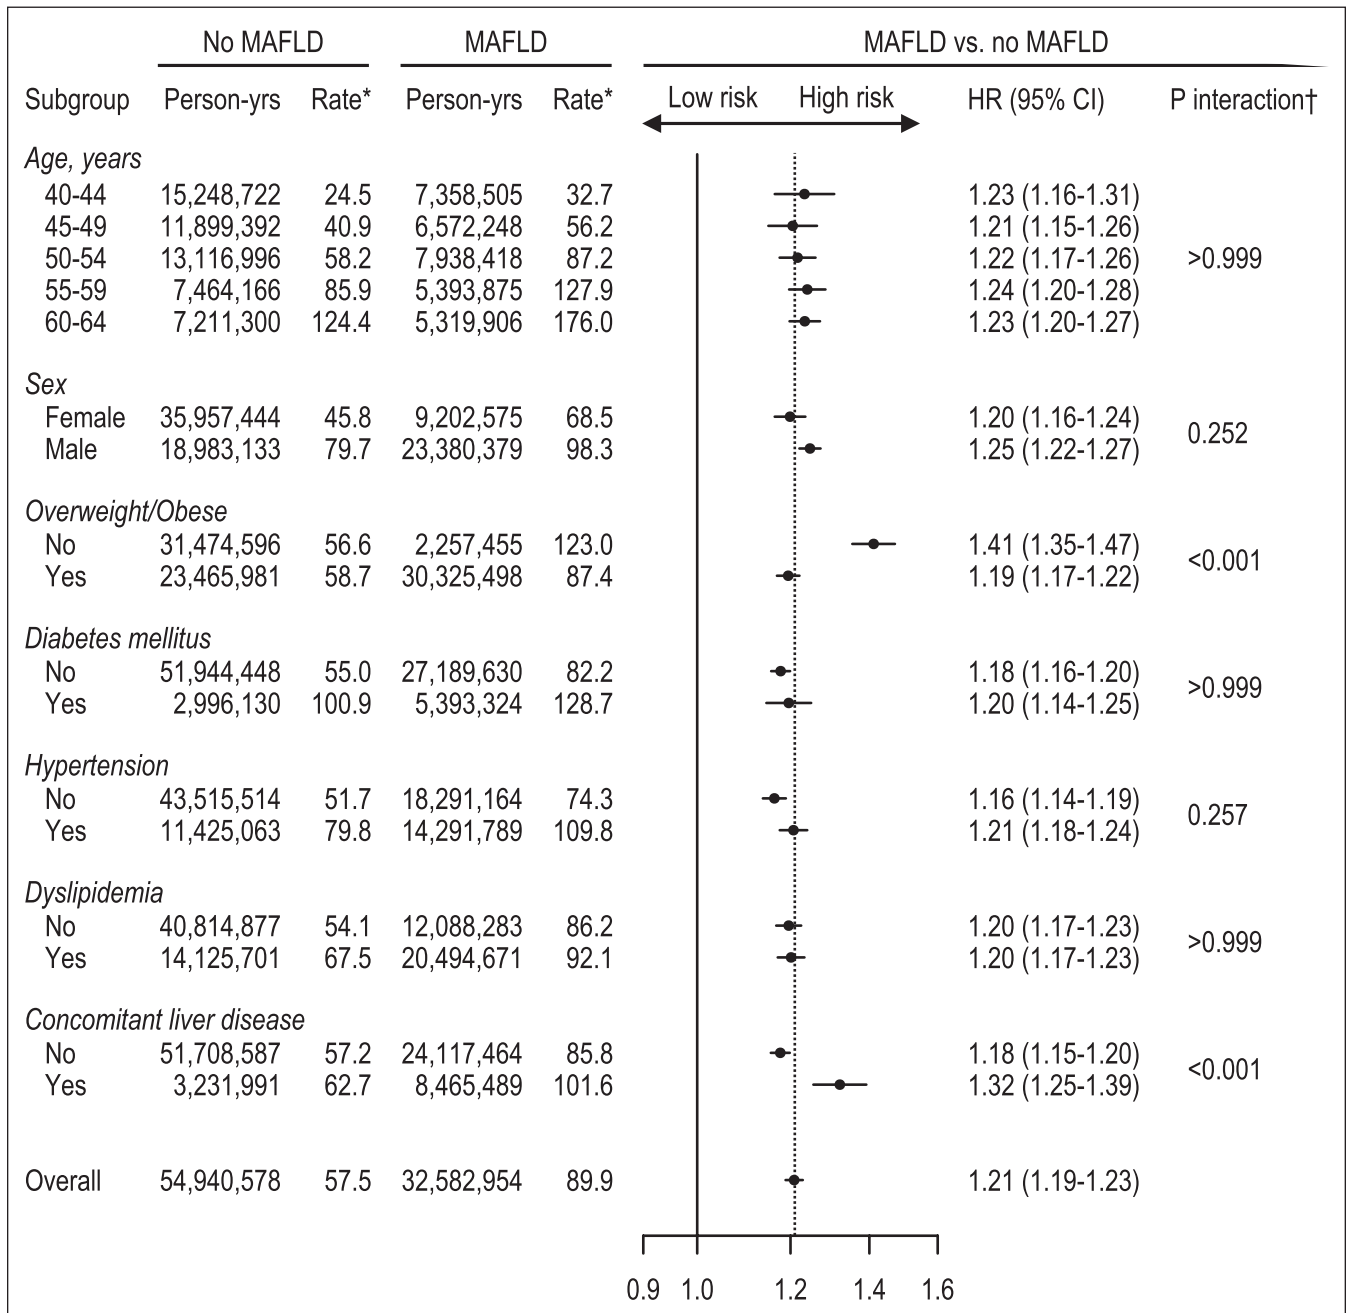 No MAFLD MAFLD MAFLD vs. no MAFLD
Subgroup Person-yrs Rate* Person-yrs Rate* Low risk High risk HR (95% CI) P interaction†
Age, years
40-44 15,248,722 24.5 7,358,505 32.7 1.23 (1.16-1.31)
45-49 11,899,392 40.9 6,572,248 56.2 1.21 (1.15-1.26)
50-54 13,116,996 58.2 7,938,418 87.2 1.22 (1.17-1.26) >0.999
55-59 7,464,166 85.9 5,393,875 127.9 1.24 (1.20-1.28)
60-64 7,211,300 124.4 5,319,906 176.0 1.23 (1.20-1.27)
Sex
Female 35,957,444 45.8 9,202,575 68.5 1.20 (1.16-1.24)
0.252
Male 18,983,133 79.7 23,380,379 98.3 1.25 (1.22-1.27)
Overweight/Obese
No 31,474,596 56.6 2,257,455 123.0 1.41 (1.35-1.47)
<0.001
Yes 23,465,981 58.7 30,325,498 87.4 1.19 (1.17-1.22)
Diabetes mellitus
No 51,944,448 55.0 27,189,630 82.2 1.18 (1.16-1.20)
>0.999
Yes 2,996,130 100.9 5,393,324 128.7 1.20 (1.14-1.25)
Hypertension
No 43,515,514 51.7 18,291,164 74.3 1.16 (1.14-1.19)
0.257
Yes 11,425,063 79.8 14,291,789 109.8 1.21 (1.18-1.24)
Dyslipidemia
No 40,814,877 54.1 12,088,283 86.2 1.20 (1.17-1.23)
>0.999
Yes 14,125,701 67.5 20,494,671 92.1 1.20 (1.17-1.23)
Concomitant liver disease
No 51,708,587 57.2 24,117,464 85.8 1.18 (1.15-1.20)
<0.001
Yes 3,231,991 62.7 8,465,489 101.6 1.32 (1.25-1.39)
Overall 54,940,578 57.5 32,582,954 89.9 1.21 (1.19-1.23)
0.9 1.0 1.2 1.4 1.6